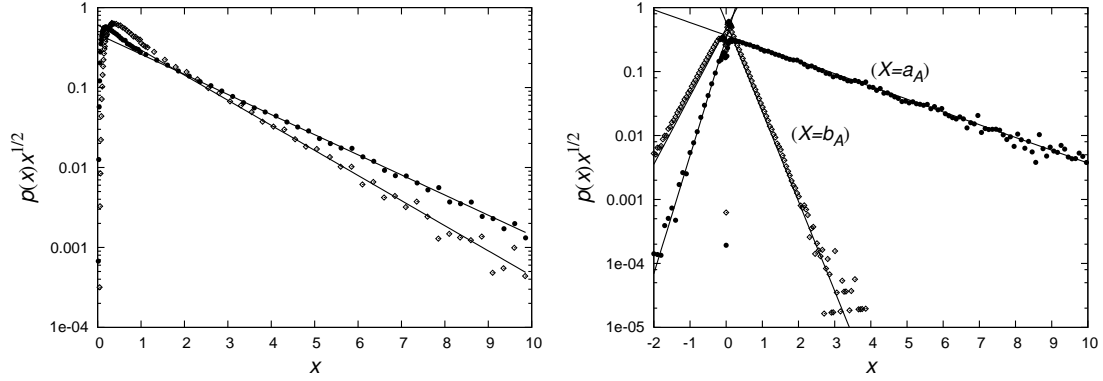 1
0.1
0.01
0.001
1e-04
p(x)x^{1/2}
0 1 2 3 4 5 6 7 8 9 10
x
1
0.1
0.01
0.001
1e-04
1e-05
p(x)x^{1/2}
(X=a_A)
(X=b_A)
-2 -1 0 1 2 3 4 5 6 7 8 9 10
x